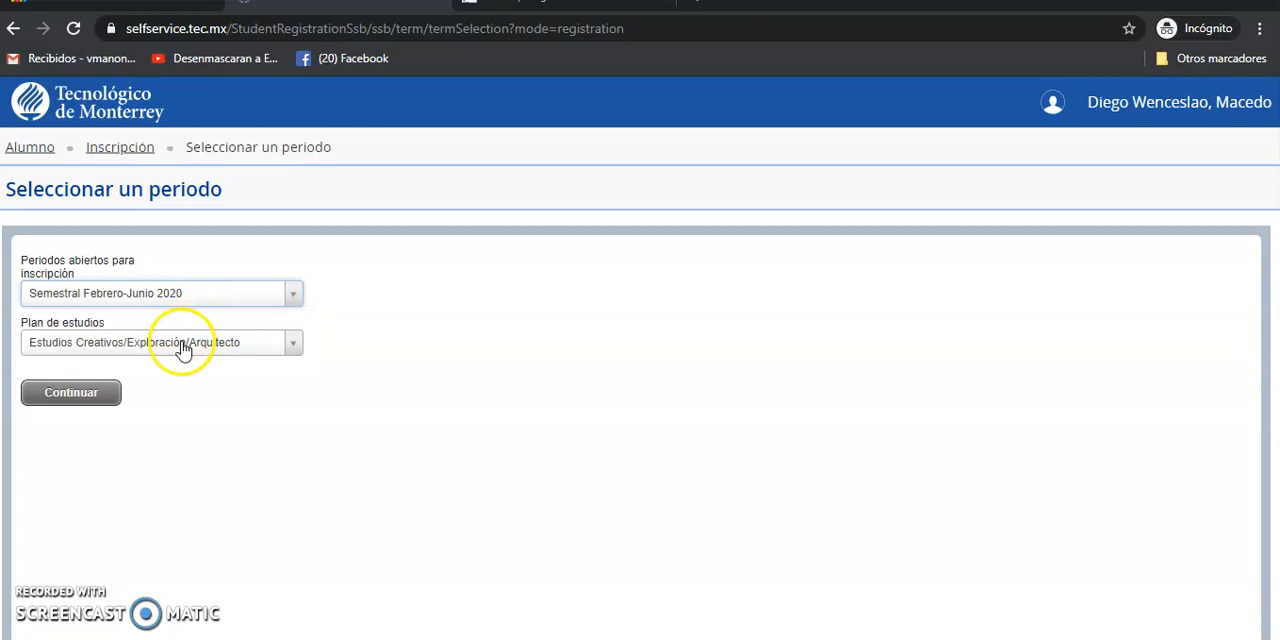 selfservice.tec.mx/StudentRegistrationSsb/ssb/term/termSelection?mode=registration
Incógnito
Recibidos - vmanon...
Desenmascaran a E...
(20) Facebook
Otros marcadores
Tecnológico
de Monterrey
Diego Wenceslao, Macedo
Alumno
Inscripción
Seleccionar un periodo
Seleccionar un periodo
Periodos abiertos para
inscripción
Semestral Febrero-Junio 2020
Plan de estudios
Estudios Creativos/Exploración/Arquitecto
Continuar
RECORDED WITH
SCREENCAST MATIC